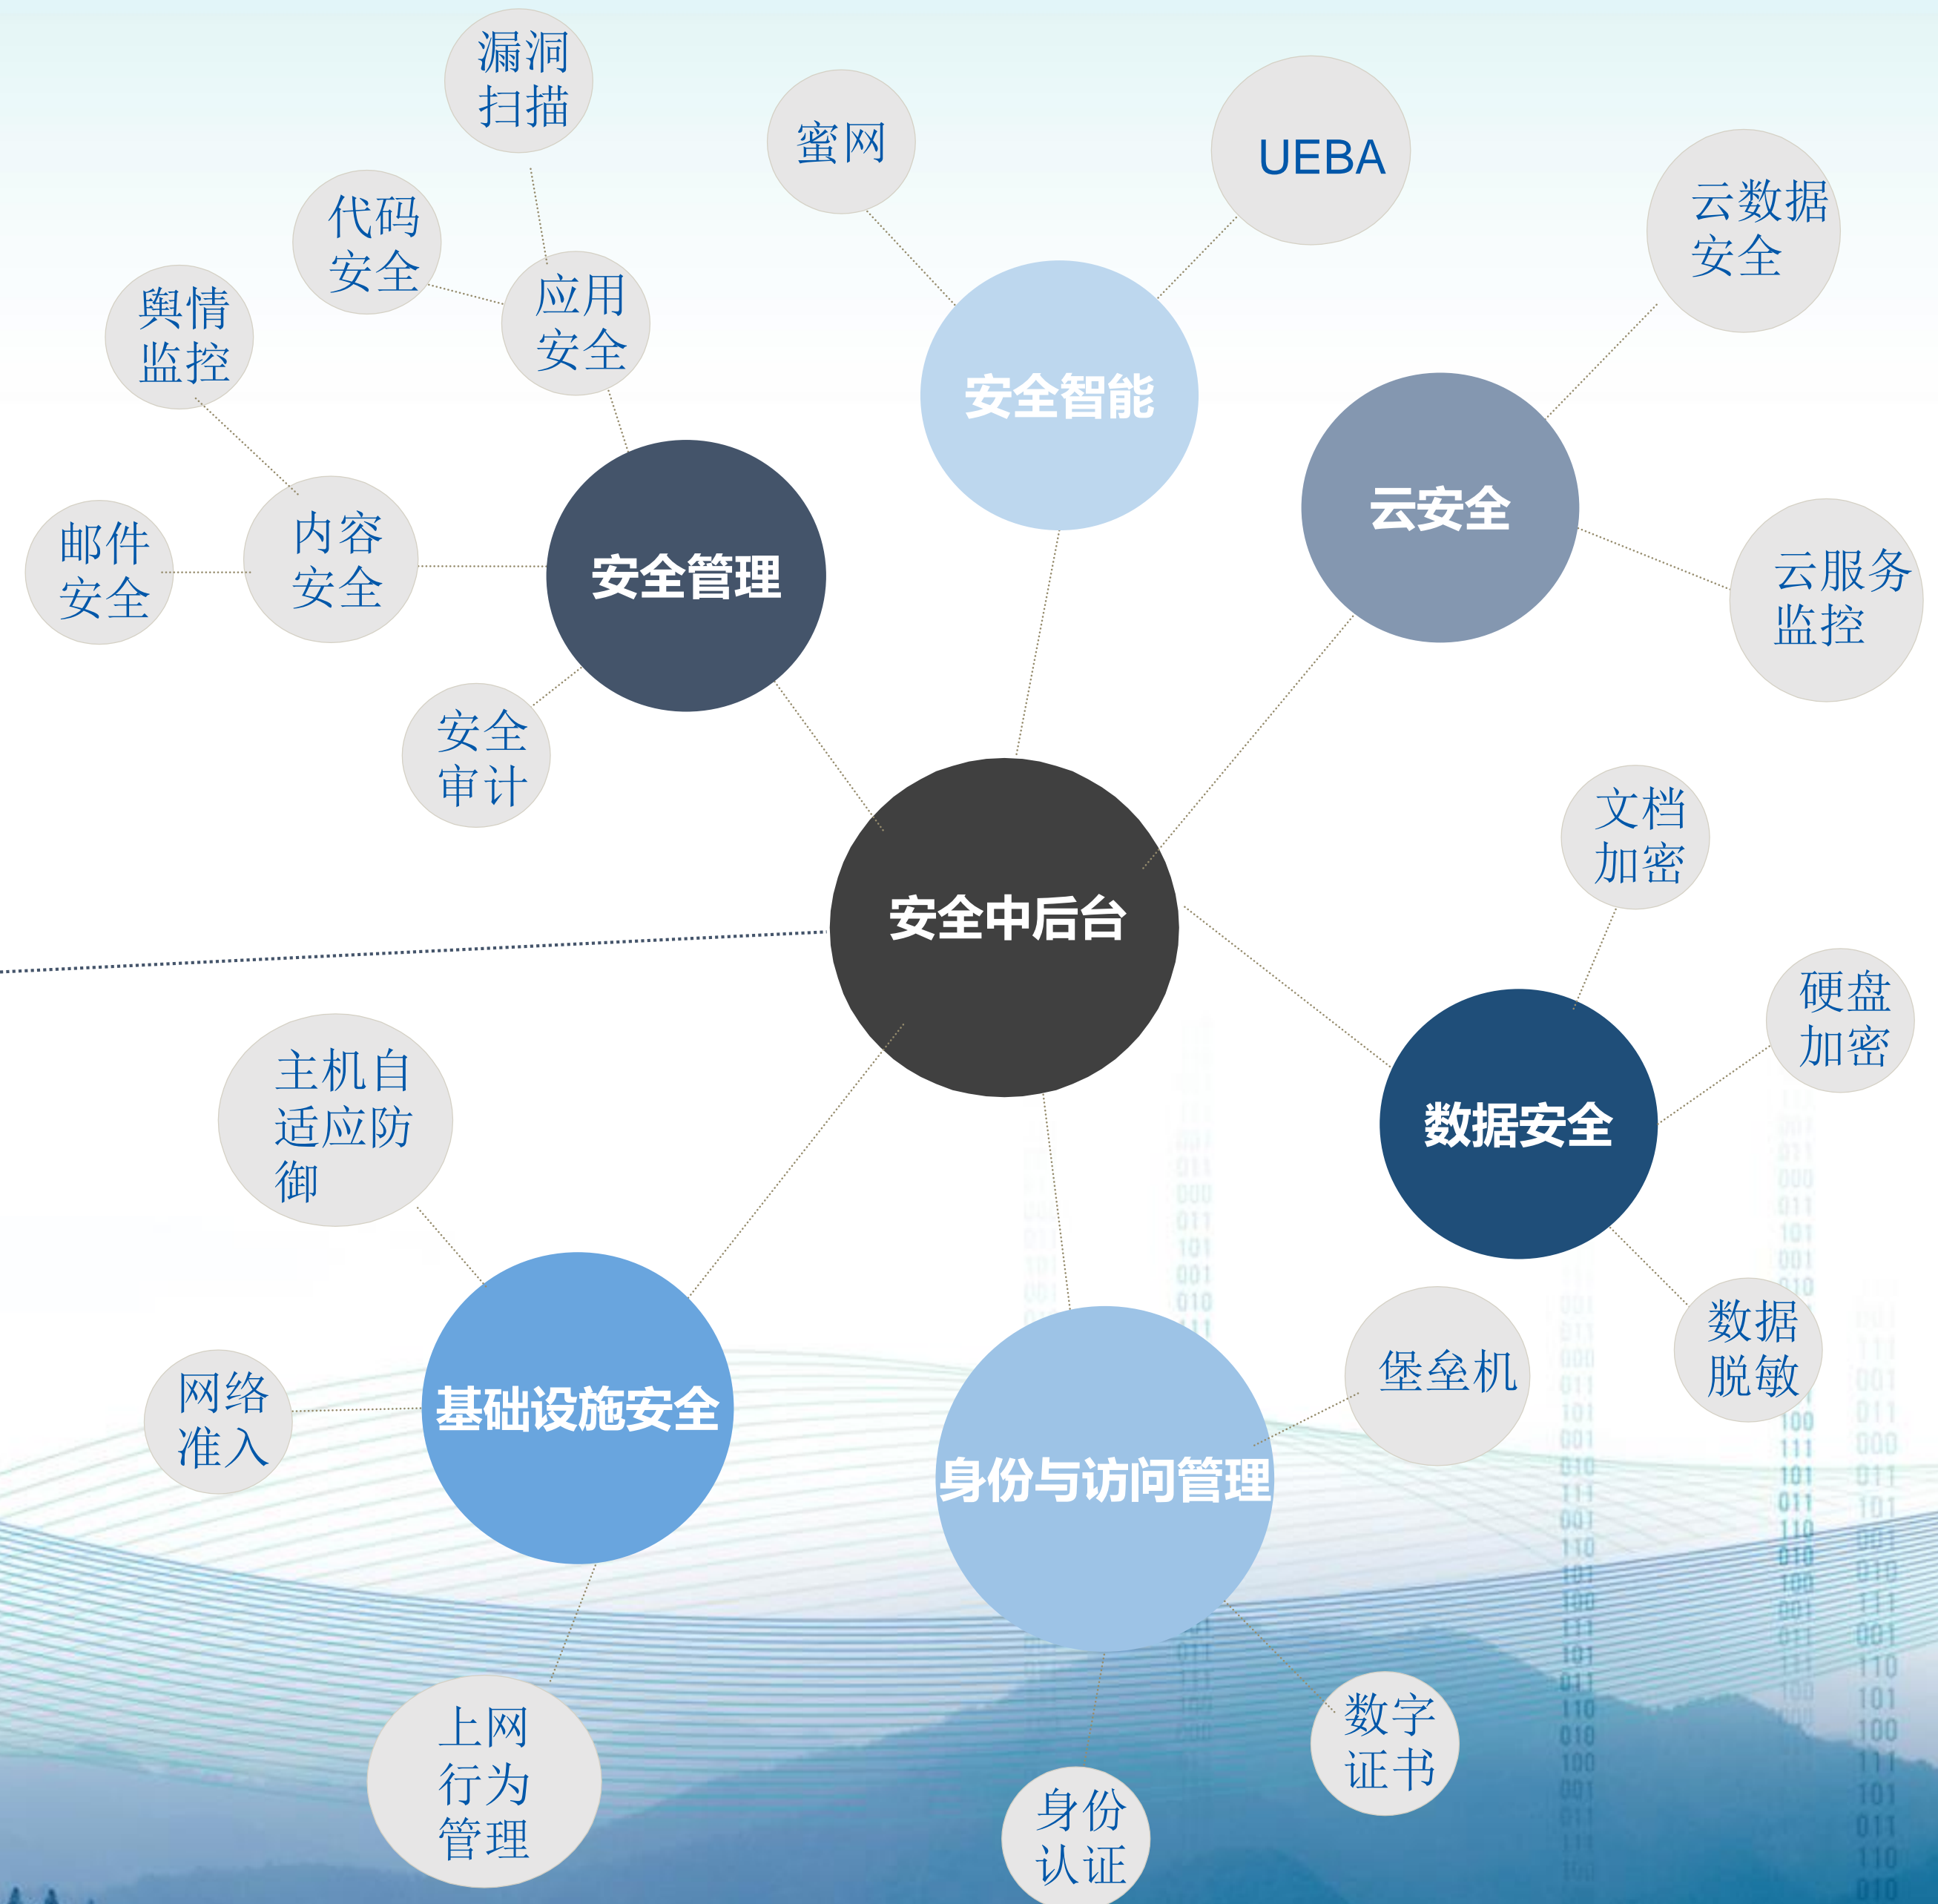 漏洞
扫描
蜜网
UEBA
代码
安全
云数据
安全
應用
安全
舆情
监控
安全智能
云安全
邮件
安全
内容
安全
安全管理
云服务
监控
安全
审计
文档
加密
安全中后台
硬盘
加密
主机自
适应防
御
数据安全
数据
脱敏
堡垒机
网络
准入
基础设施安全
身份与访问管理
数字
证书
上网
行为
管理
身份
认证